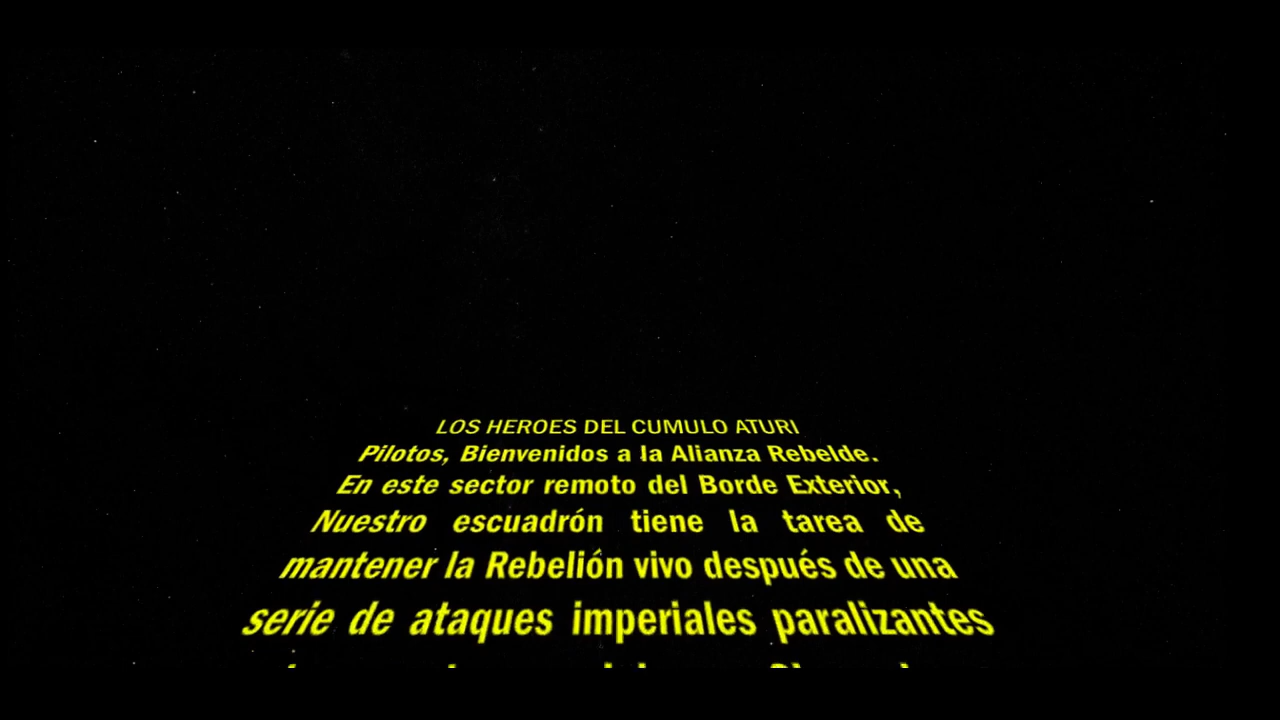 LOS HEROES DEL CUMULO ATURI
Pilotos, Bienvenidos a la Alianza Rebelde.
En este sector remoto del Borde Exterior,
Nuestro escuadrón tiene la tarea de
mantener la Rebelión vivo después de una
serie de ataques imperiales paralizantes